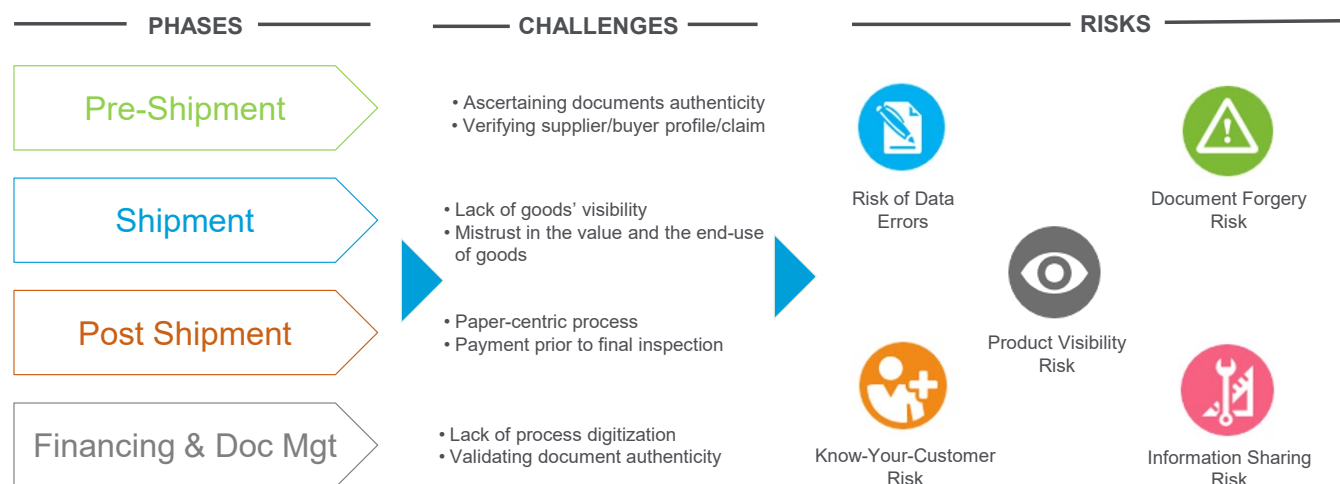 PHASES
CHALLENGES
RISKS
Pre-Shipment
• Ascertaining documents authenticity
• Verifying supplier/buyer profile/claim
Shipment
• Lack of goods’ visibility
• Mistrust in the value and the end-use
of goods
Post Shipment
• Paper-centric process
• Payment prior to final inspection
Financing & Doc Mgt
• Lack of process digitization
• Validating document authenticity
Risk of Data
Errors
Document Forgery
Risk
Product Visibility
Risk
Know-Your-Customer
Risk
Information Sharing
Risk